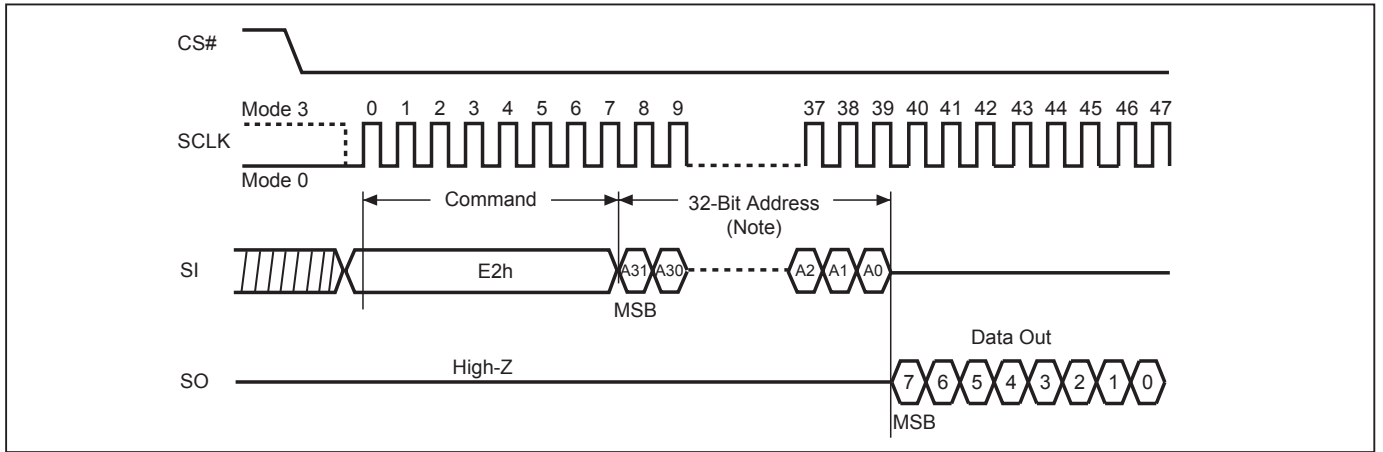 CS#
Mode 3
0 1 2 3 4 5 6 7 8 9 37 38 39 40 41 42 43 44 45 46 47
SCLK
Mode 0
Command
32-Bit Address
(Note)
SI
E2h
A31 A30 A2 A1 A0
MSB
Data Out
High-Z
SO
7 6 5 4 3 2 1 0
MSB